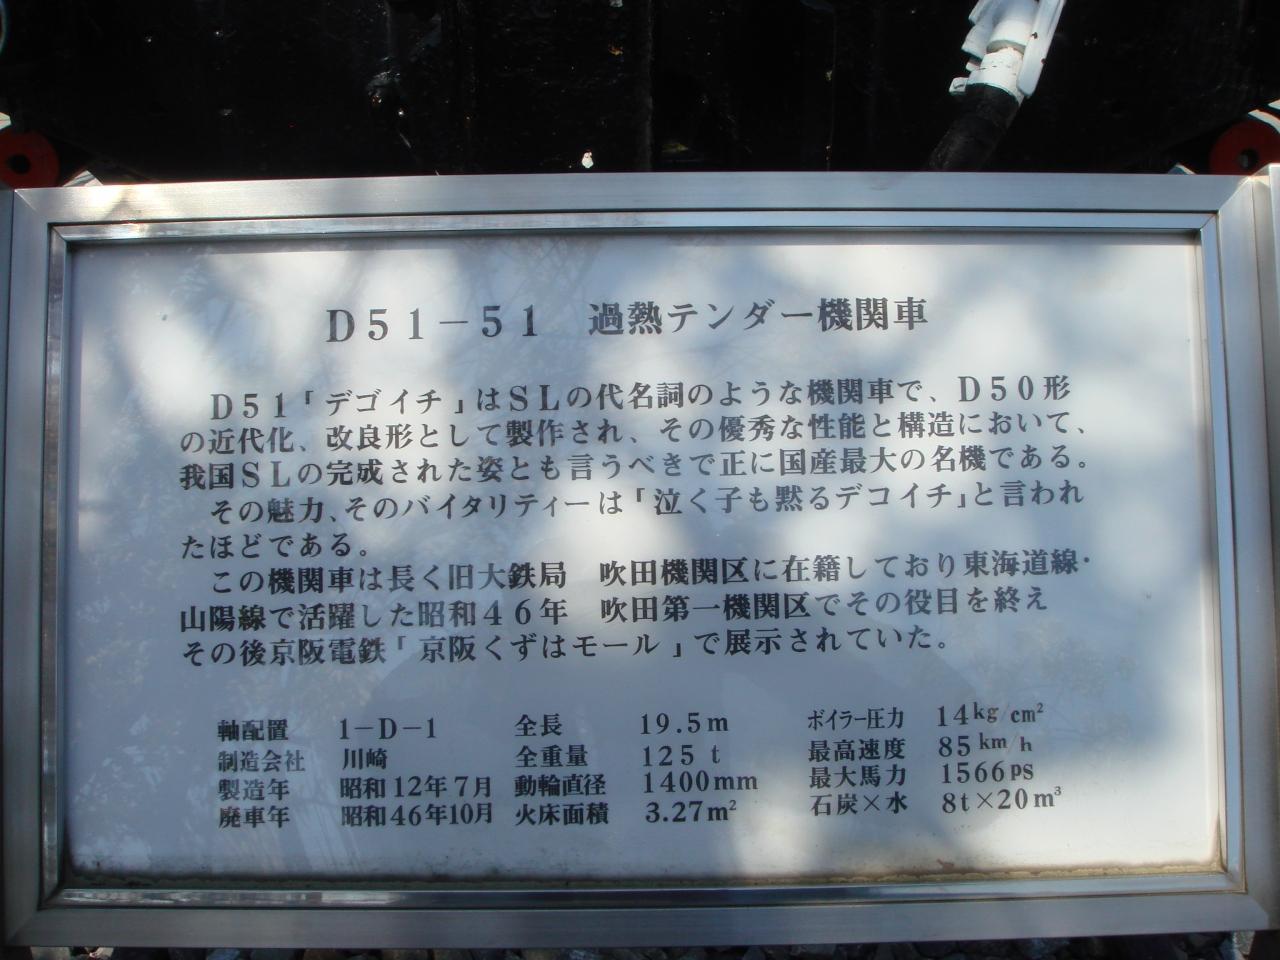 D51-51　過熱テンダー機関車
D51「デゴイチ」はSLの代名詞のような機関車で、D50形
の近代化、改良形として製作され、その優秀な性能と構造において、
我国SLの完成された姿とも言うべきで正に国産最大の名機である。
その魅力、そのバイタリティーは「泣く子も黙るデコイチ」と言われ
たほどである。
この機関車は長く旧大鉄局　吹田機関区に在籍しており東海道線・
山陽線で活躍した昭和46年　吹田第一機関区でその役目を終え
その後京阪電鉄「京阪くずはモール」で展示されていた。
軸配置　1-D-1　全長　19.5m　ボイラー圧力　14kg/cm²
制造会社　川崎　全重量　125t　最高速度　85km/h
製造年　昭和12年7月　動輪直径　1400mm　最大馬力　1566PS
廃車年　昭和46年10月　火床面積　3.27m²　石炭×水　8t×20m³